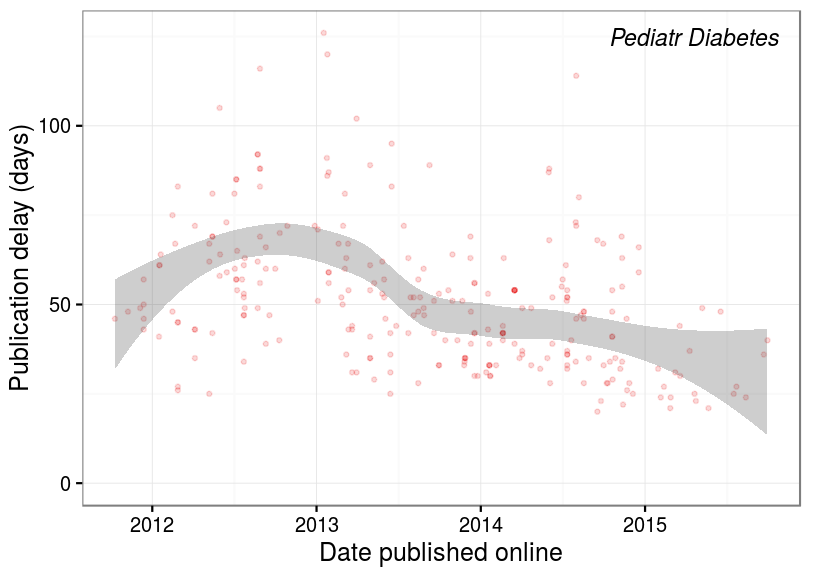 Pediatr Diabetes
Publication delay (days)
100
50
0
2012 2013 2014 2015
Date published online